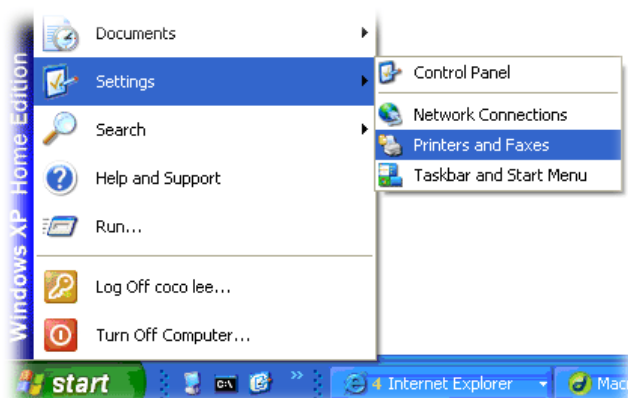 Windows XP Home Edition
Documents
Settings
Search
Help and Support
Run...
Log Off coco lee...
Turn Off Computer...
Control Panel
Network Connections
Printers and Faxes
Taskbar and Start Menu
start
4 Internet Explorer